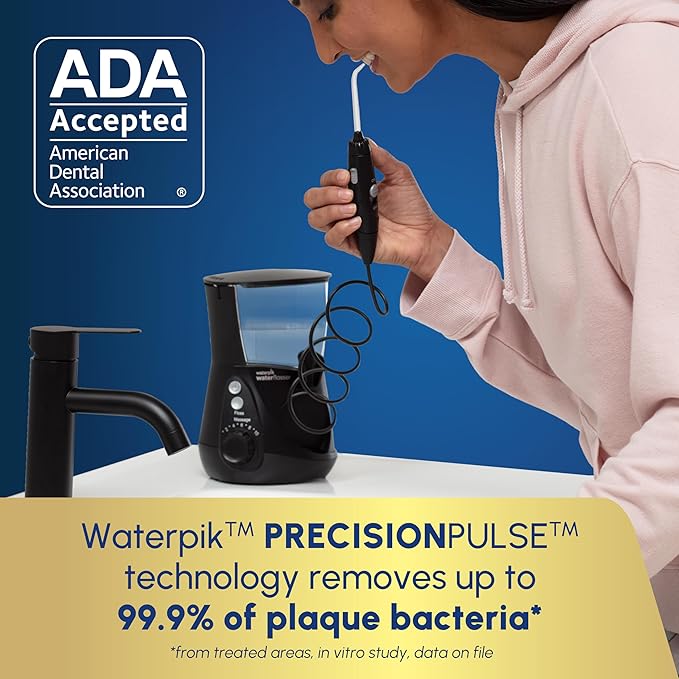 ADA
Accepted
American
Dental
Association ®
waterpik
waterflosser
Floss
Massage
Waterpik™ PRECISIONPULSE™
technology removes up to
99.9% of plaque bacteria*
*from treated areas, in vitro study, data on file